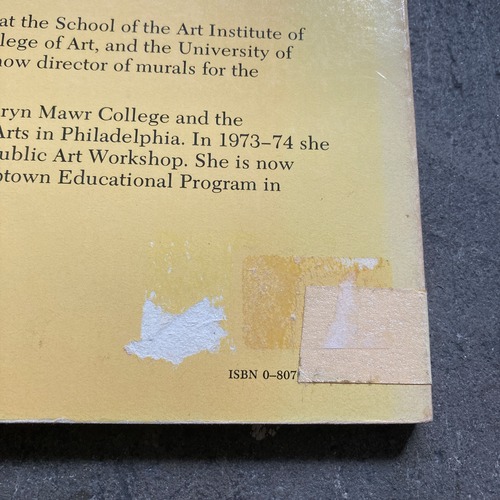 at the School of the Art Institute of
lege of Art, and the University of
now director of murals for the
ryn Mawr College and the
Arts in Philadelphia. In 1973–74 she
ublic Art Workshop. She is now
ptown Educational Program in
ISBN 0–807